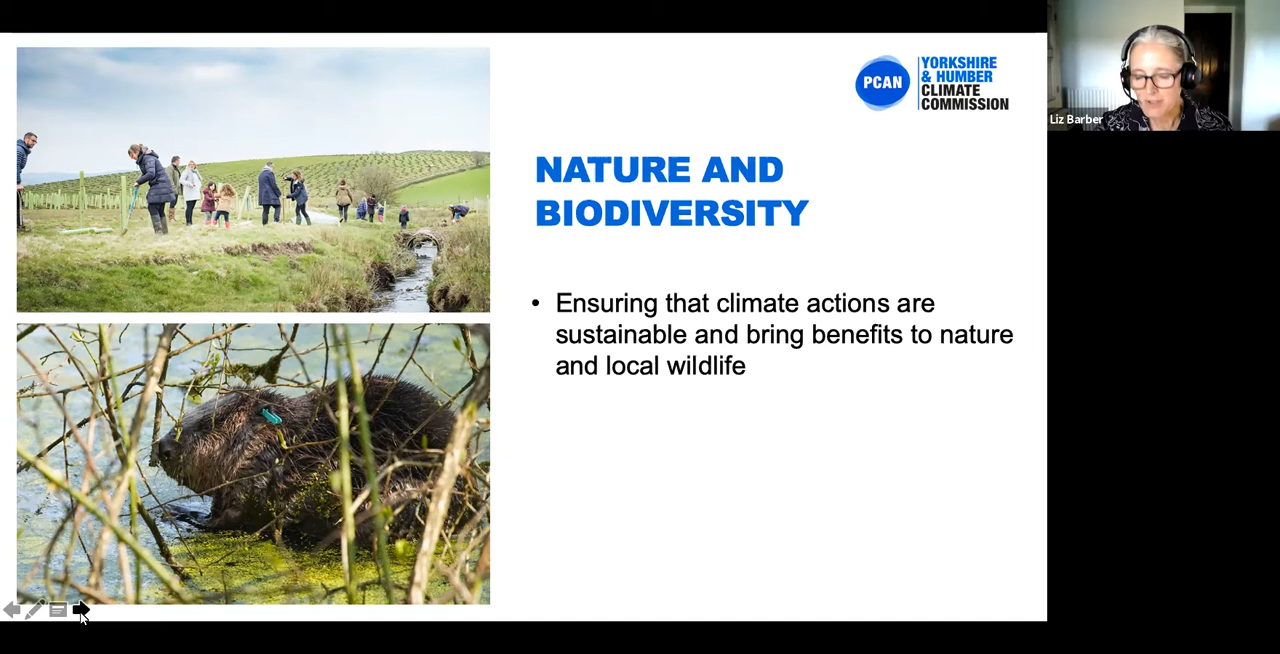 PCAN
YORKSHIRE
& HUMBER
CLIMATE
COMMISSION
Liz Barber
NATURE AND
BIODIVERSITY
• Ensuring that climate actions are
sustainable and bring benefits to nature
and local wildlife